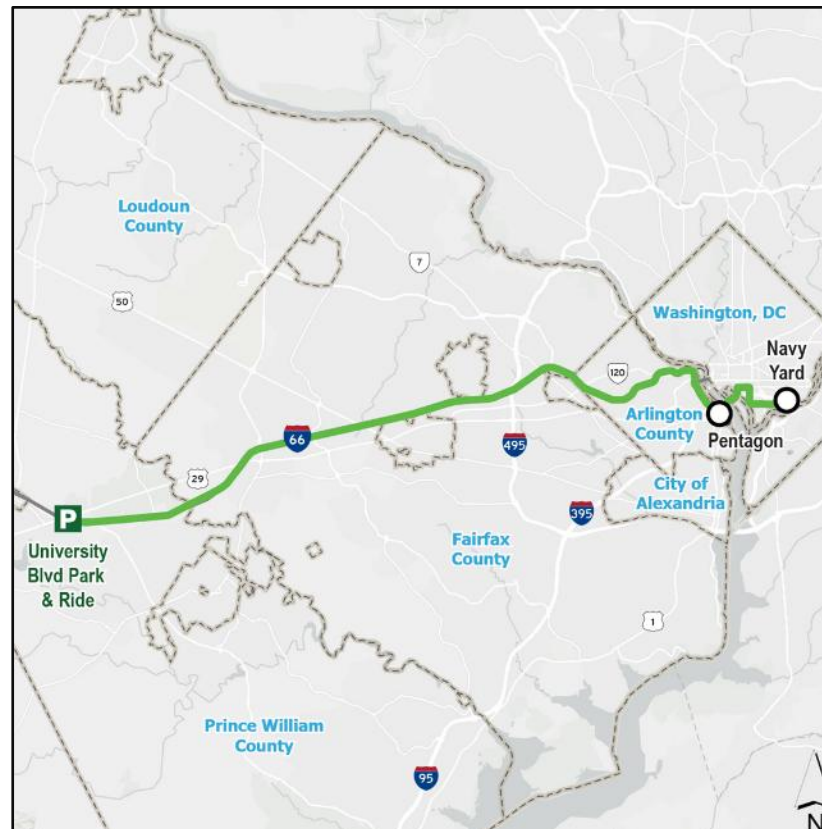 Loudoun
County
7
50
Washington, DC
Navy
Yard
120
Arlington
County
Pentagon
66
495
29
P
University
Blvd Park
& Ride
City of
Alexandria
395
Fairfax
County
1
Prince William
County
95
N